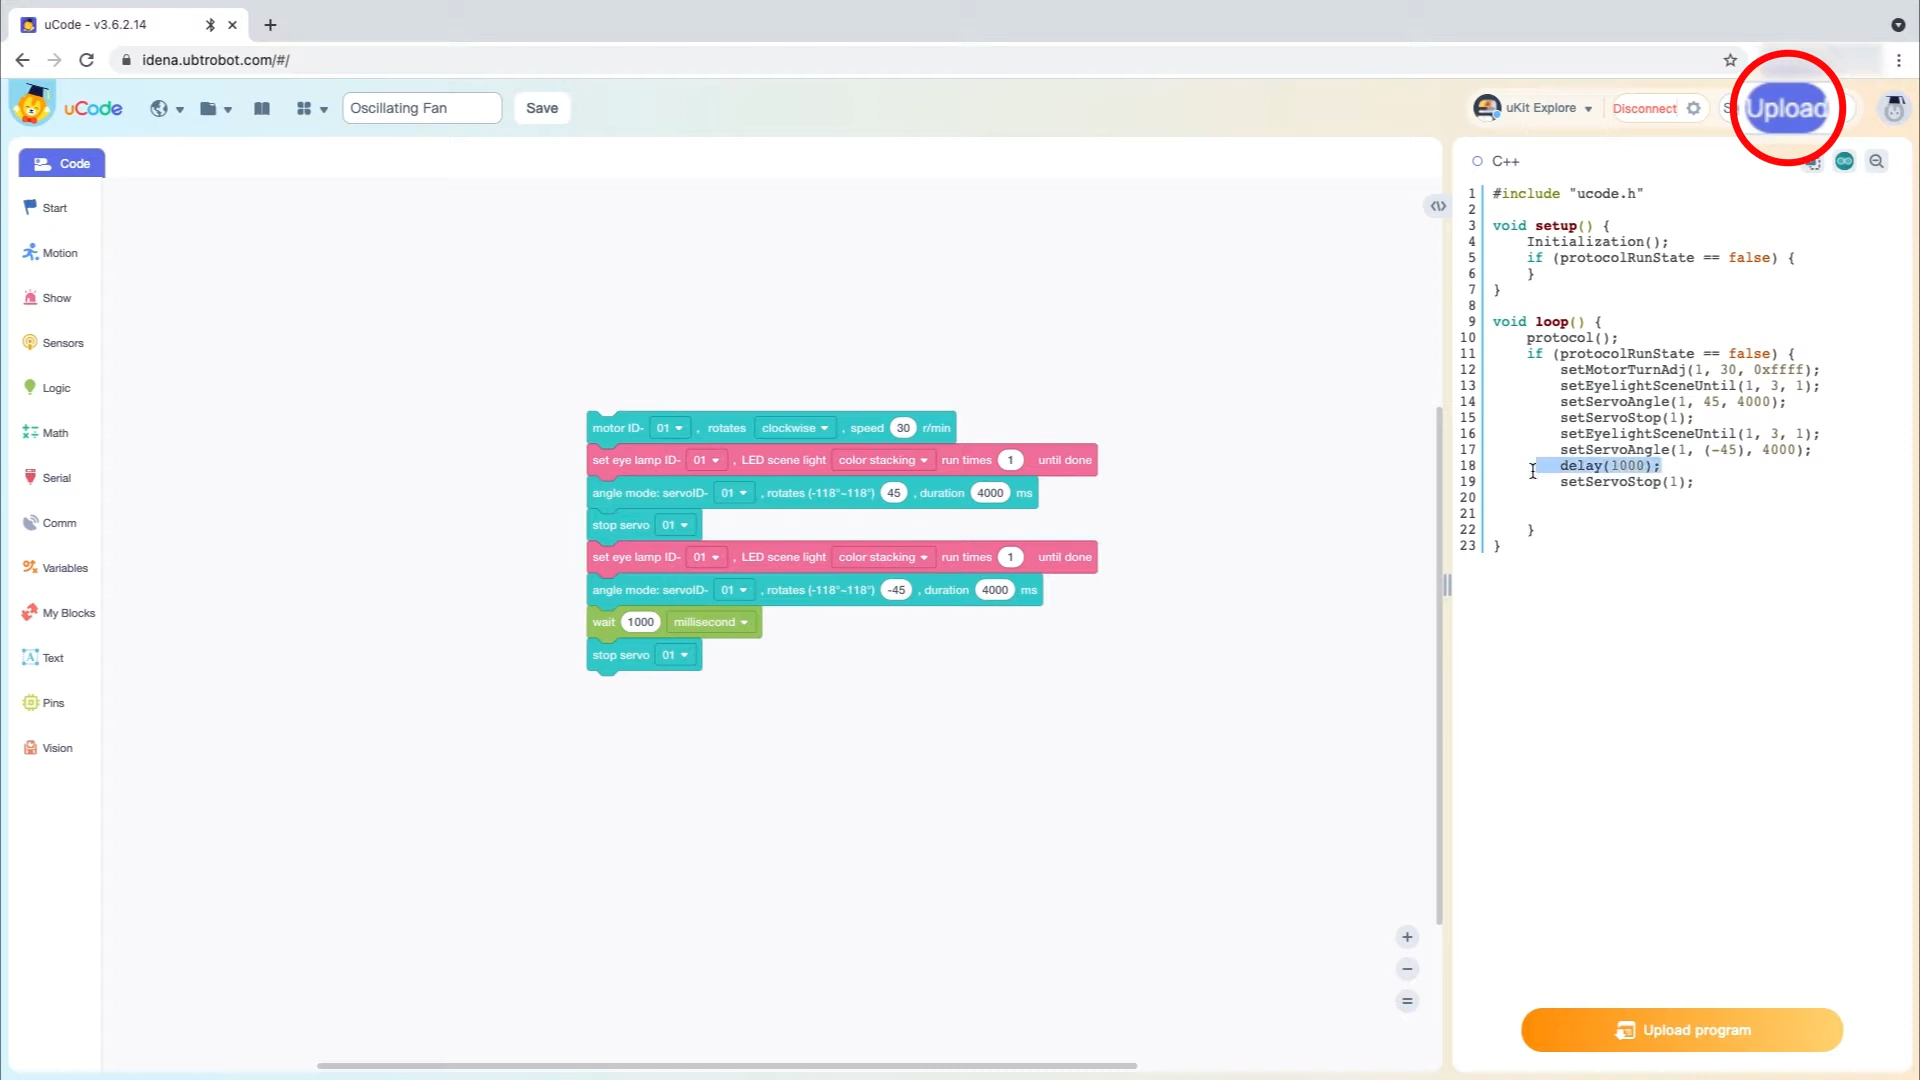 uCode - v3.6.2.14
idena.ubtrobot.com/#/
uCode
Oscillating Fan
Save
uKit Explore
Disconnect
Upload
Code
Start
Motion
Show
Sensors
Logic
Math
Serial
Comm
Variables
My Blocks
Text
Pins
Vision
motor ID- 01 , rotates clockwise , speed 30 r/min
set eye lamp ID- 01 , LED scene light color stacking run times 1 until done
angle mode: servoID- 01 , rotates (-118°~118°) 45 , duration 4000 ms
stop servo 01
set eye lamp ID- 01 , LED scene light color stacking run times 1 until done
angle mode: servoID- 01 , rotates (-118°~118°) -45 , duration 4000 ms
wait 1000 millisecond
stop servo 01
C++
1 #include "ucode.h"
2
3 void setup() {
4 Initialization();
5 if (protocolRunState == false) {
6 }
7 }
8
9 void loop() {
10 protocol();
11 if (protocolRunState == false) {
12 setMotorTurnAdj(1, 30, 0xffff);
13 setEyelightSceneUntil(1, 3, 1);
14 setServoAngle(1, 45, 4000);
15 setServoStop(1);
16 setEyelightSceneUntil(1, 3, 1);
17 setServoAngle(1, (-45), 4000);
18 delay(1000);
19 setServoStop(1);
20
21
22 }
23 }
Upload program